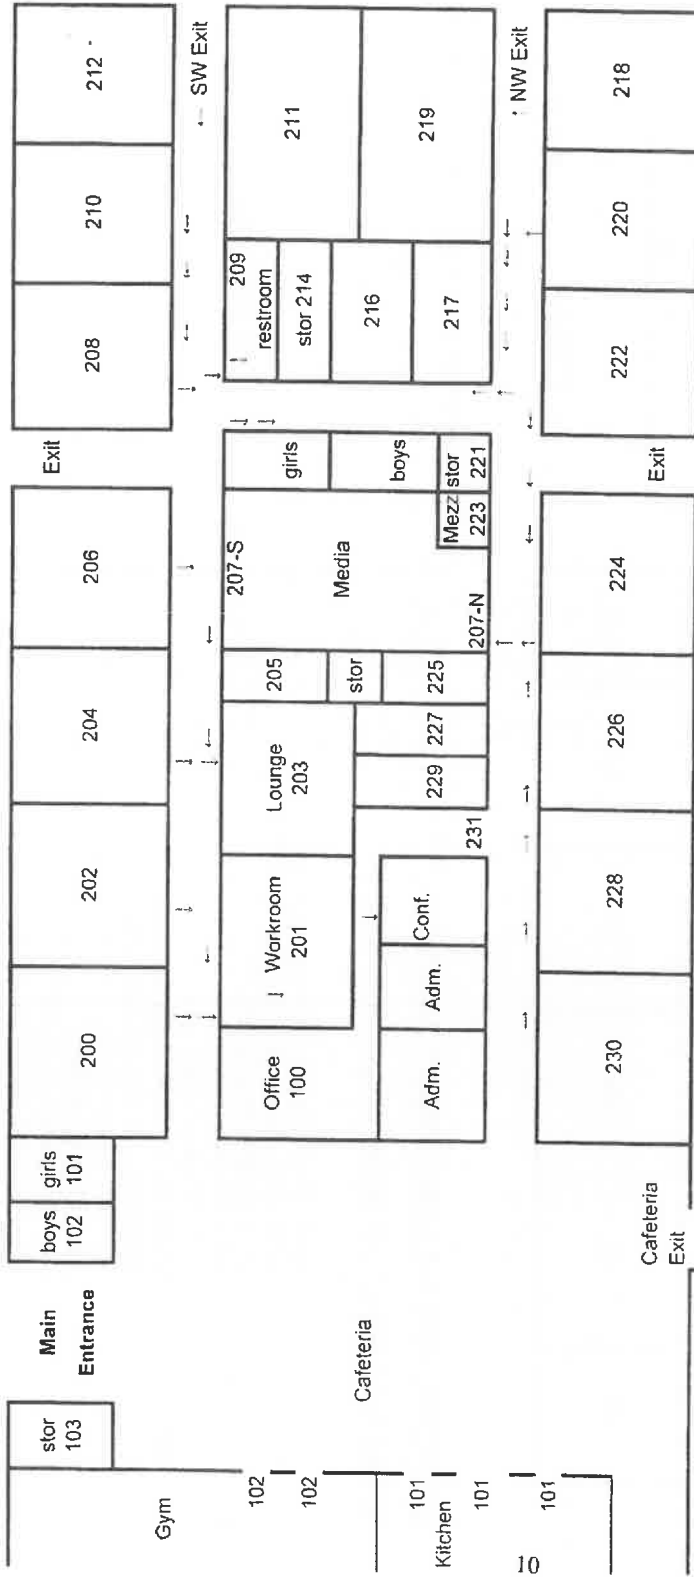 stor
103
Main
Entrance
boys
102
girls
101
200
202
204
206
Exit
208
210
212
Gym
SW Exit
102
102
Office
100
Workroom
201
Lounge
203
205
stor
207-S
Media
girls
boys
209
restroom
stor 214
216
217
211
219
Cafeteria
Kitchen
101
101
101
Adm.
Adm.
Conf.
231
229
227
225
207-N
Mezz
223
stor
221
NW Exit
Cafeteria
Exit
230
228
226
224
Exit
222
220
218
10